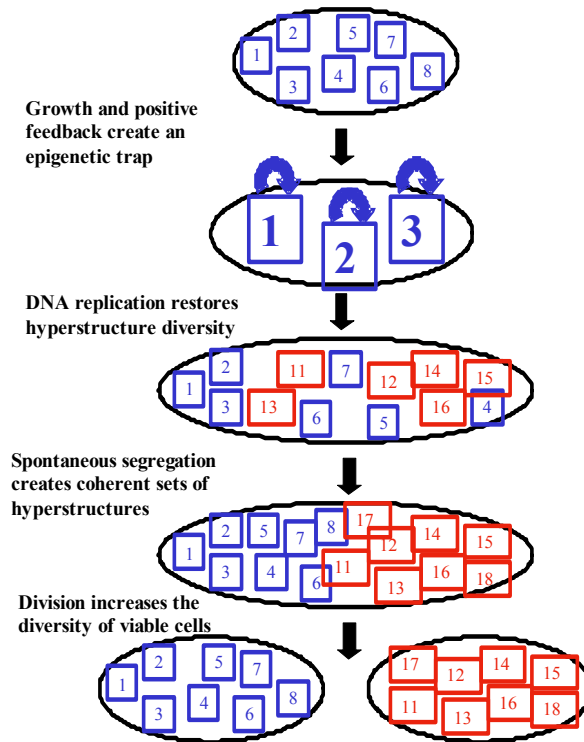 2 5 7
1
3 4 6 8
Growth and positive
feedback create an
epigenetic trap
1 2 3
DNA replication restores
hyperstructure diversity
2 11 7 12 14 15
1
3 13 6 5 16 4
Spontaneous segregation
creates coherent sets of
hyperstructures
2 5 7 8 17 12 14 15
1
3 4 6 11 13 16 18
Division increases the
diversity of viable cells
2 5 7
1
3 4 6 8
17 12 14 15
11 13 16 18